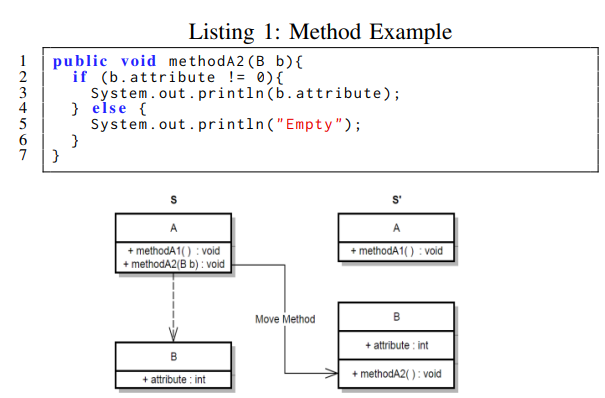 Listing 1: Method Example
1 public void methodA2(B b){
2 if (b.attribute != 0){
3 System.out.println(b.attribute);
4 } else {
5 System.out.println("Empty");
6 }
7 }
S
S'
A
+ methodA1( ) : void
+ methodA2(B b) : void
A
+ methodA1( ) : void
Move Method
B
+ attribute : int
B
+ attribute : int
+ methodA2( ) : void